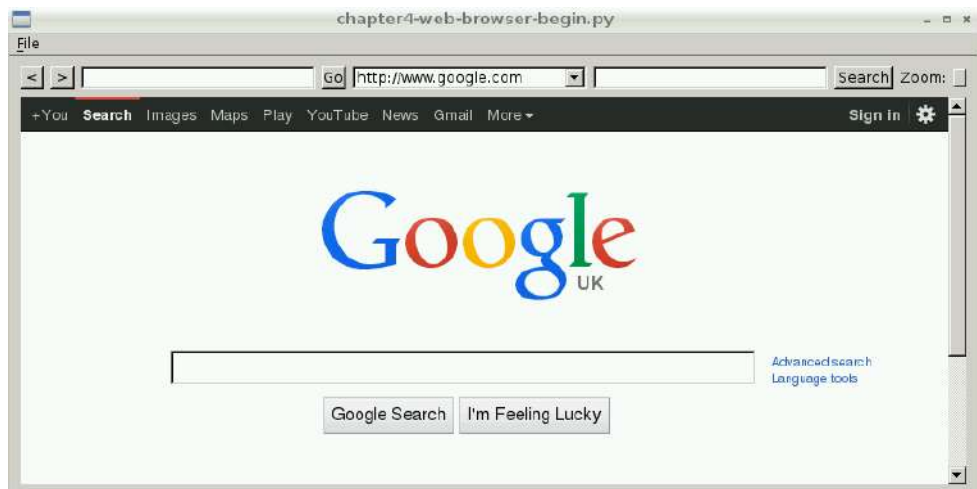 chapter4-web-browser-begin.py
File
< > Go http://www.google.com Search Zoom:
+You Search Images Maps Play YouTube News Gmail More Sign in
Google
UK
Advanced search
Language tools
Google Search I'm Feeling Lucky